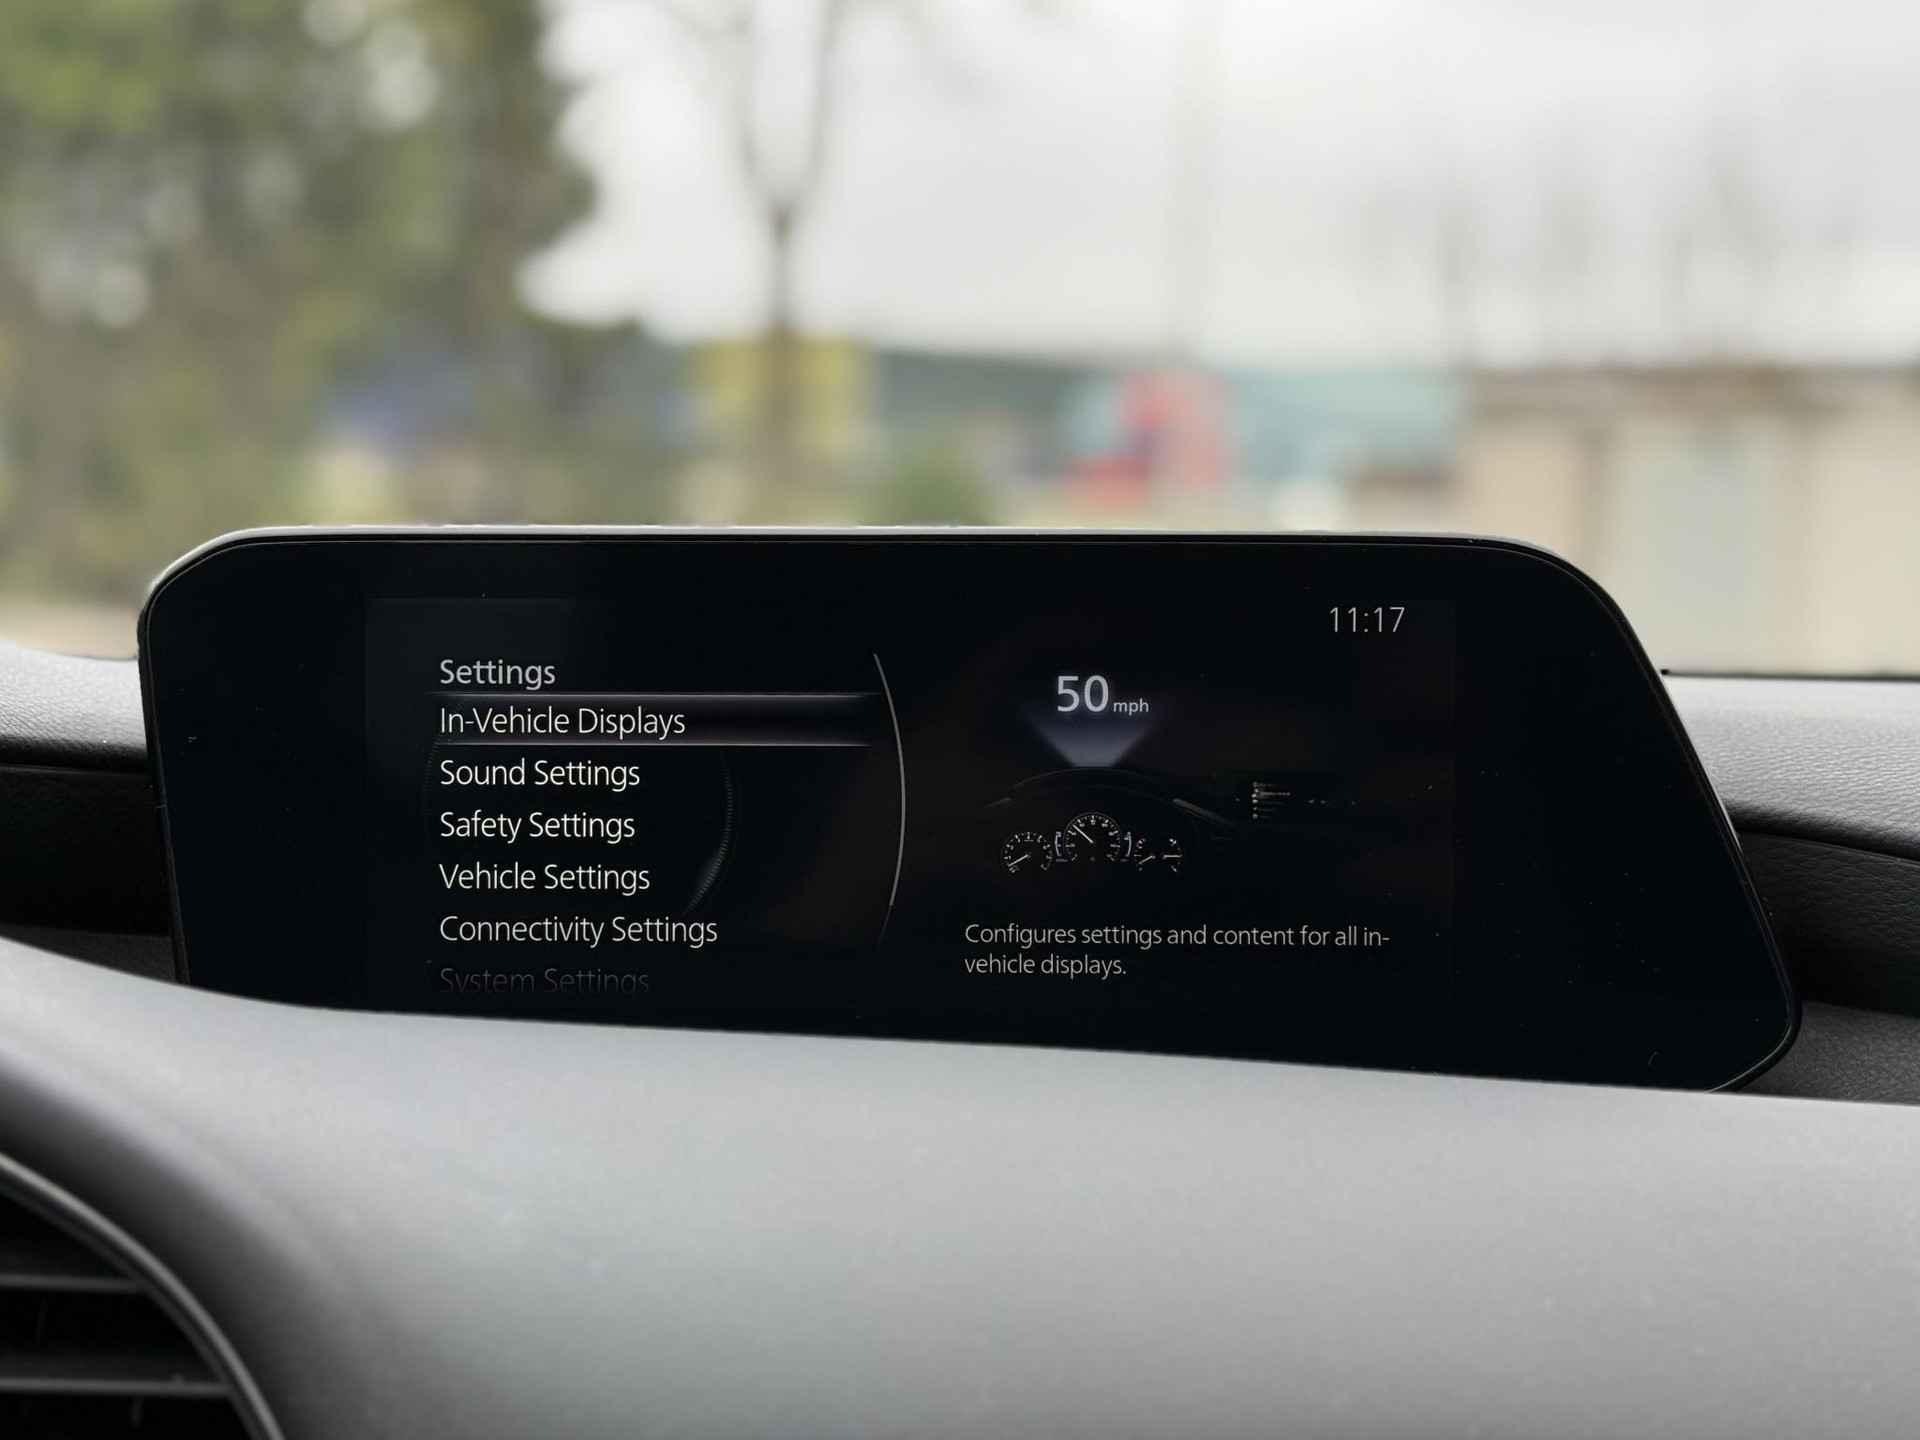 11:17
Settings
In-Vehicle Displays
Sound Settings
Safety Settings
Vehicle Settings
Connectivity Settings
System Settings
50 mph
Configures settings and content for all in-
vehicle displays.